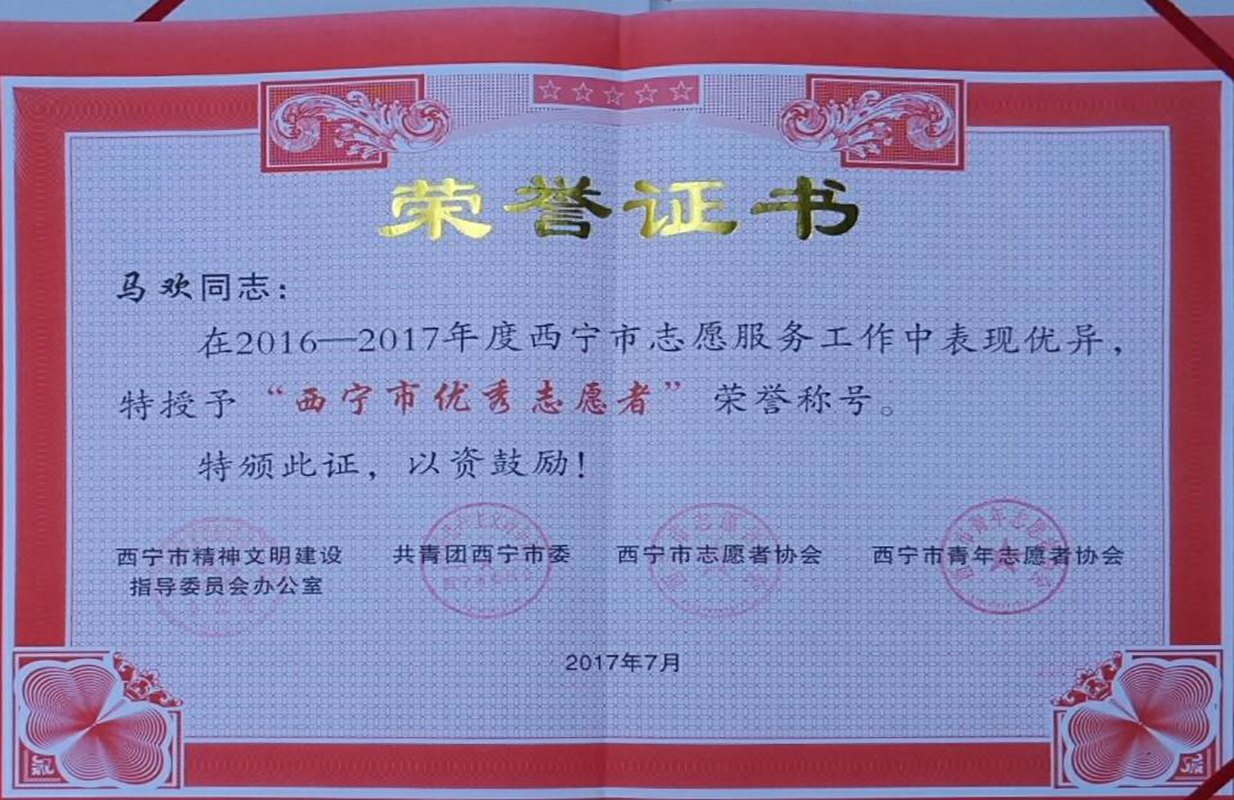 荣誉证书
马欢同志：
在2016—2017年度西宁市志愿服务工作中表现优异，
特授予“西宁市优秀志愿者”荣誉称号。
特颁此证，以资鼓励！
西宁市精神文明建设
指导委员会办公室
共青团西宁市委
西宁市志愿者协会
西宁市青年志愿者协会
2017年7月